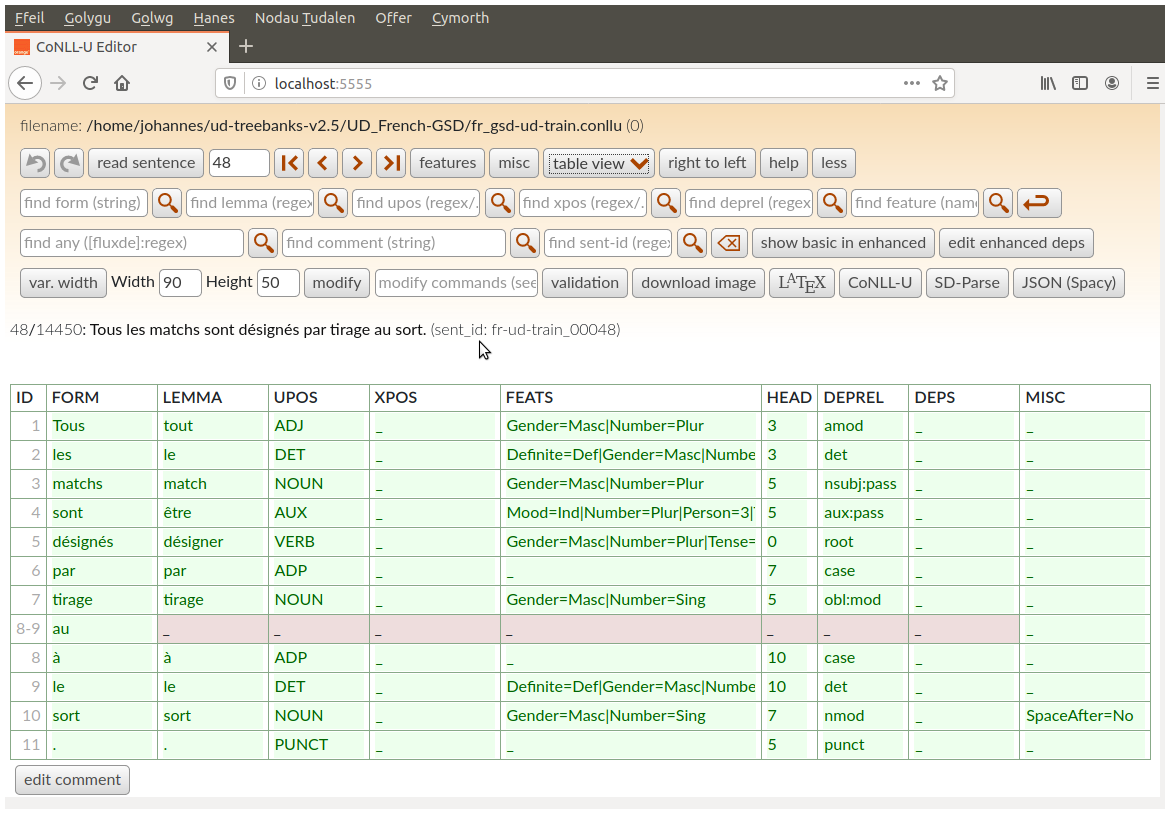 Ffeil Golygu Golwg Hanes Nodau Tudalen Offer Cymorth
CoNLL-U Editor
localhost:5555
filename: /home/johannes/ud-treebanks-v2.5/UD_French-GSD/fr_gsd-ud-train.conllu (0)
read sentence 48 features misc table view right to left help less
find form (string) find lemma (regex find upos (regex/. find xpos (regex/. find deprel (regex find feature (name
find any ([fluxde]:regex) find comment (string) find sent-id (regex show basic in enhanced edit enhanced deps
var. width Width 90 Height 50 modify modify commands (see validation download image LATEX CoNLL-U SD-Parse JSON (Spacy)
48/14450: Tous les matchs sont désignés par tirage au sort. (sent_id: fr-ud-train_00048)
ID FORM LEMMA UPOS XPOS FEATS HEAD DEPREL DEPS MISC
1 Tous tout ADJ _ Gender=Masc|Number=Plur 3 amod _ _
2 les le DET _ Definite=Def|Gender=Masc|Numbe 3 det _ _
3 matchs match NOUN _ Gender=Masc|Number=Plur 5 nsubj:pass _ _
4 sont être AUX _ Mood=Ind|Number=Plur|Person=3| 5 aux:pass _ _
5 désignés désigner VERB _ Gender=Masc|Number=Plur|Tense= 0 root _ _
6 par par ADP _ _ 7 case _ _
7 tirage tirage NOUN _ Gender=Masc|Number=Sing 5 obl:mod _ _
8-9 au _ _ _ _ _ _ _ _
8 à à ADP _ _ 10 case _ _
9 le le DET _ Definite=Def|Gender=Masc|Numbe 10 det _ _
10 sort sort NOUN _ Gender=Masc|Number=Sing 7 nmod _ SpaceAfter=No
11 . . PUNCT _ _ 5 punct _ _
edit comment